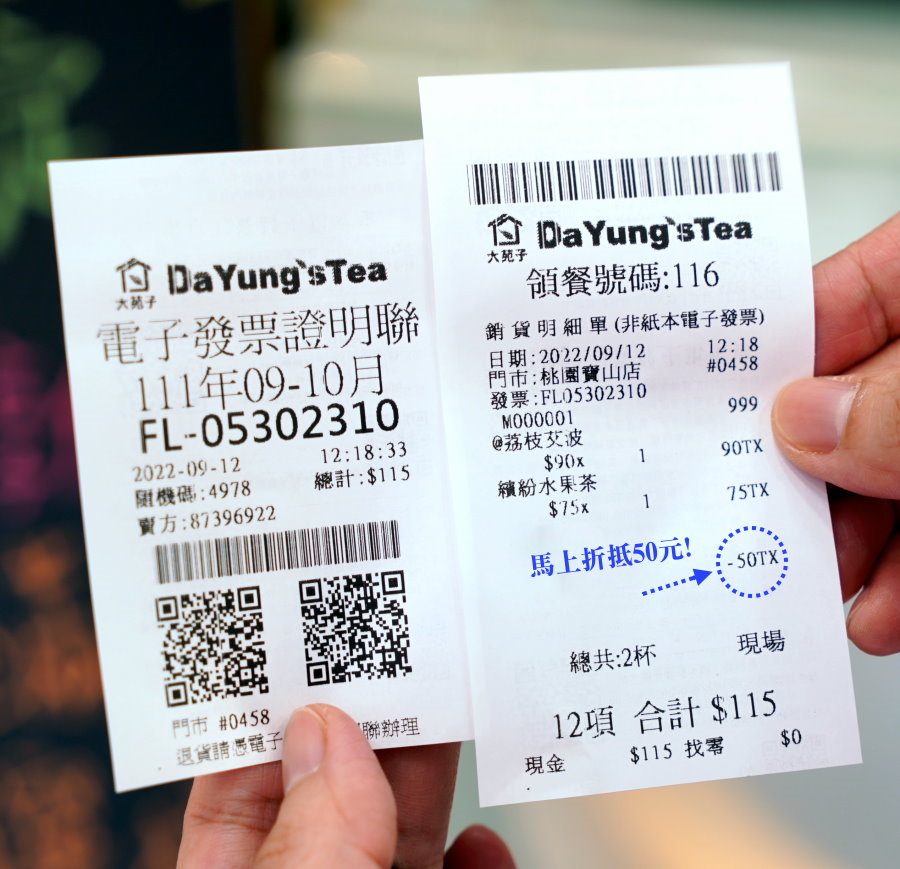 大苑子 DaYung'sTea
電子發票證明聯
111年09-10月
FL-05302310
2022-09-12 12:18:33
隨機碼:4978 總計:$115
賣方:87396922
門市 #0458
退貨請憑電子 聯辦理
大苑子 DaYung'sTea
領餐號碼:116
銷貨明細單(非紙本電子發票)
日期:2022/09/12 12:18
門市:桃園寶山店 #0458
發票:FL05302310
M000001 999
@荔枝艾波
$90x 1 90TX
繽紛水果茶
$75x 1 75TX
馬上折抵50元!
-50TX
總共:2杯 現場
12項 合計 $115
現金 $115 找零 $0